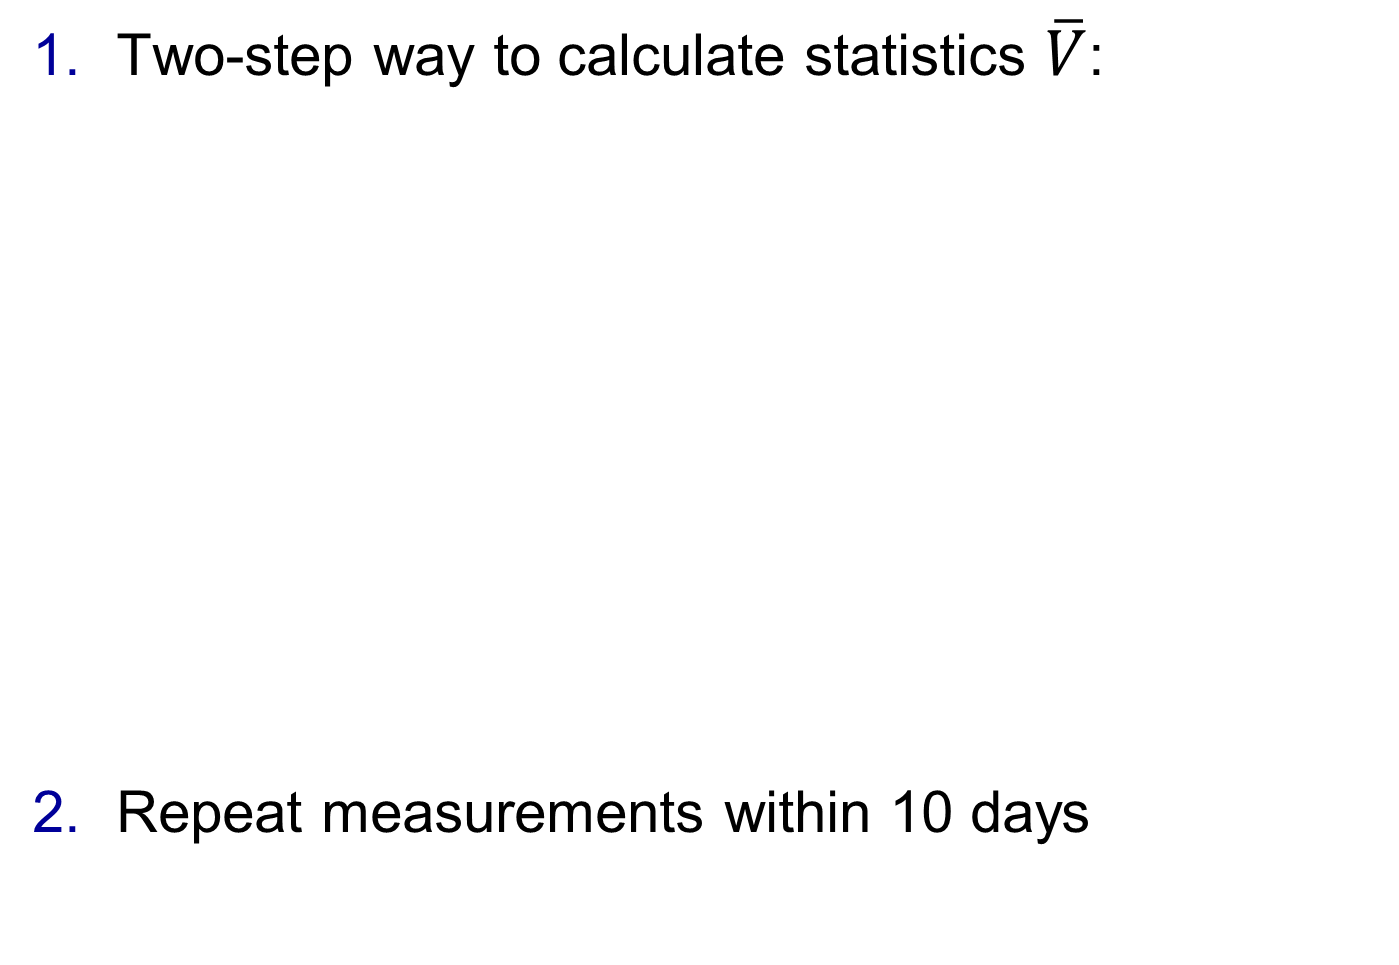 1. Two-step way to calculate statistics V̅:
2. Repeat measurements within 10 days